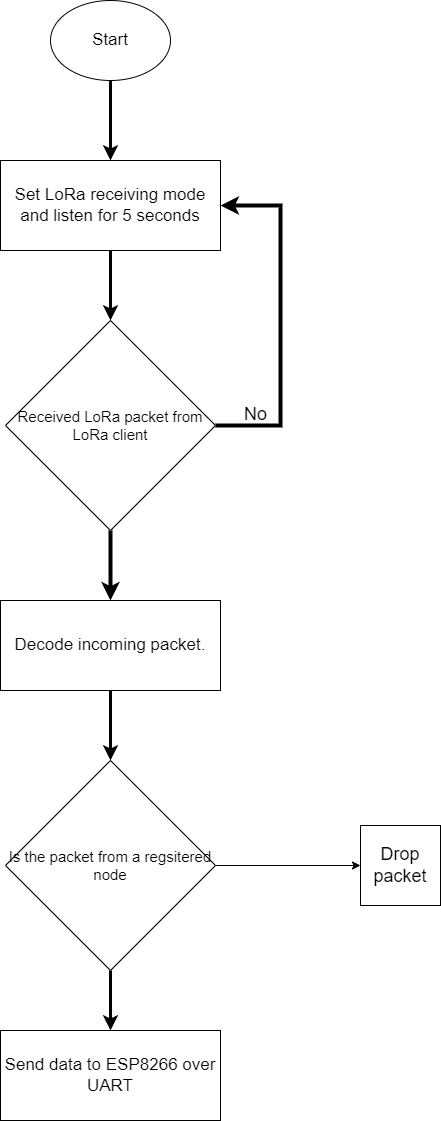 Start
Set LoRa receiving mode
and listen for 5 seconds
Received LoRa packet from
LoRa client
No
Decode incoming packet.
Is the packet from a regsitered
node
Drop
packet
Send data to ESP8266 over
UART